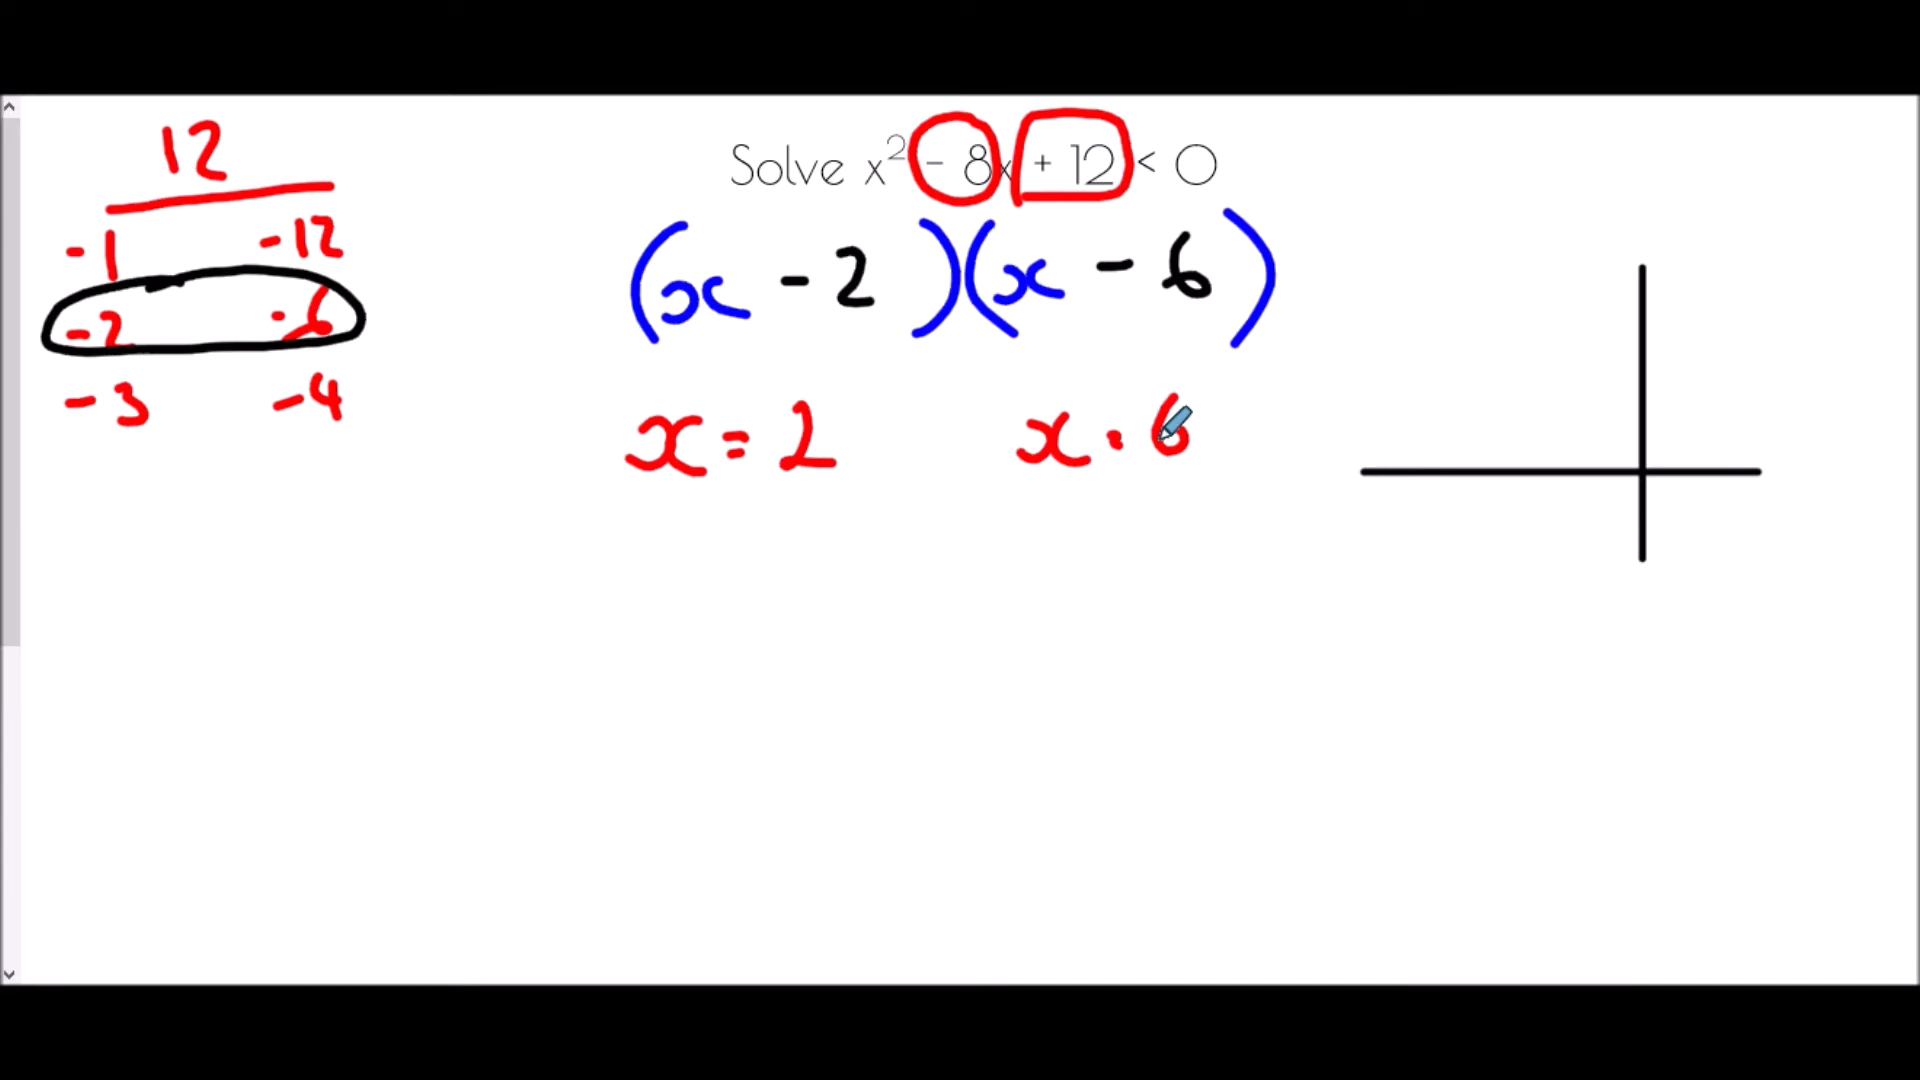 Solve x² - 8x + 12 < 0
12
-1 -12
-2 -6
-3 -4
(x - 2)(x - 6)
x = 2 x = 6